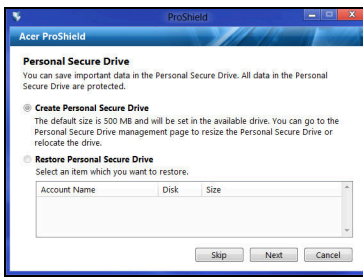 ProShield
Acer ProShield
Personal Secure Drive
You can save important data in the Personal Secure Drive. All data in the Personal
Secure Drive are protected.
Create Personal Secure Drive
The default size is 500 MB and will be set in the available drive. You can go to the
Personal Secure Drive management page to resize the Personal Secure Drive or
relocate the drive.
Restore Personal Secure Drive
Select an item which you want to restore.
Account Name Disk Size
Skip Next Cancel